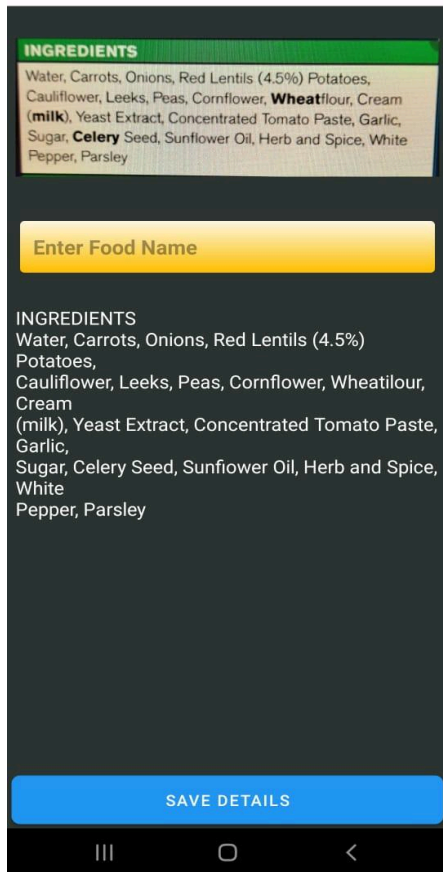 INGREDIENTS
Water, Carrots, Onions, Red Lentils (4.5%) Potatoes,
Cauliflower, Leeks, Peas, Cornflower, Wheatflour, Cream
(milk), Yeast Extract, Concentrated Tomato Paste, Garlic,
Sugar, Celery Seed, Sunflower Oil, Herb and Spice, White
Pepper, Parsley
Enter Food Name
INGREDIENTS
Water, Carrots, Onions, Red Lentils (4.5%)
Potatoes,
Cauliflower, Leeks, Peas, Cornflower, Wheatilour,
Cream
(milk), Yeast Extract, Concentrated Tomato Paste,
Garlic,
Sugar, Celery Seed, Sunfiower Oil, Herb and Spice,
White
Pepper, Parsley
SAVE DETAILS